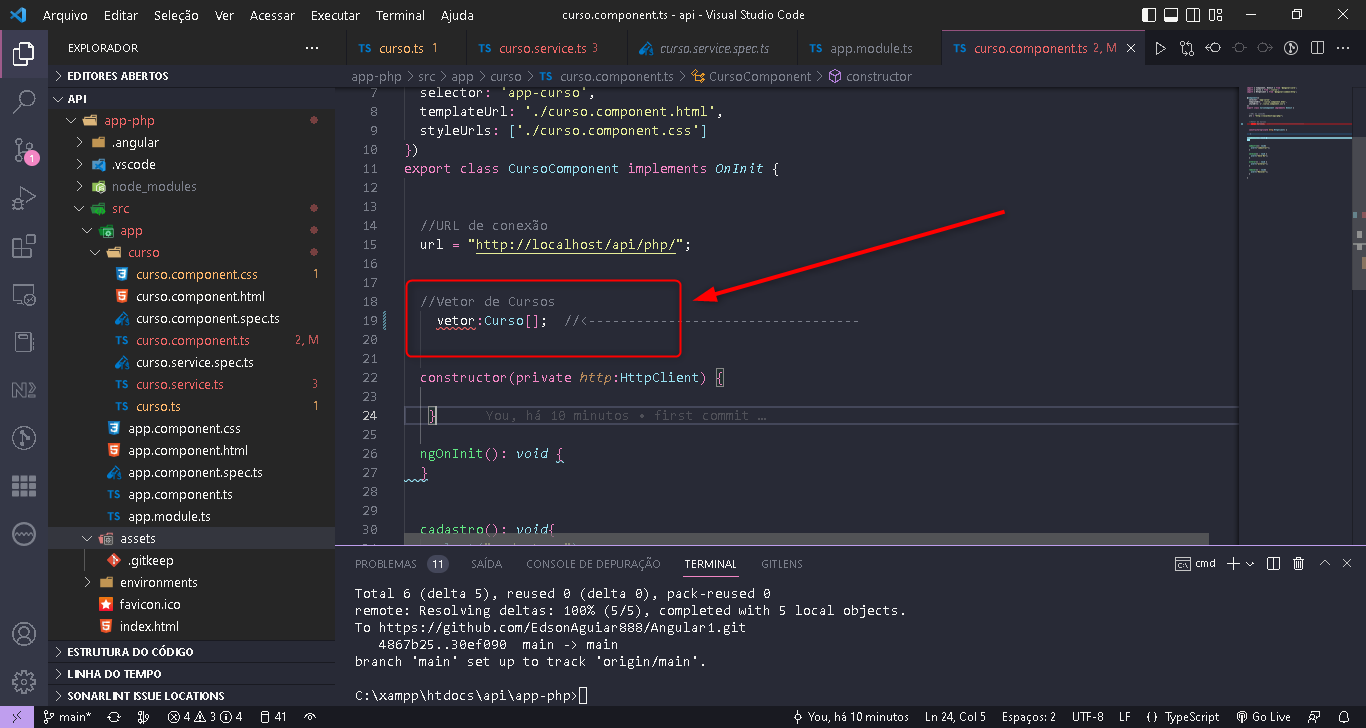 Arquivo Editar Seleção Ver Acessar Executar Terminal Ajuda
curso.component.ts - api - Visual Studio Code
EXPLORADOR
EDITORES ABERTOS
API
app-php
.angular
.vscode
node_modules
src
app
curso
curso.component.css 1
curso.component.html
curso.component.spec.ts
curso.component.ts 2, M
curso.service.spec.ts
curso.service.ts 3
curso.ts 1
app.component.css
app.component.html
app.component.spec.ts
app.component.ts
app.module.ts
assets
.gitkeep
environments
favicon.ico
index.html
ESTRUTURA DO CÓDIGO
LINHA DO TEMPO
SONARLINT ISSUE LOCATIONS
1
N2
TS curso.ts 1
TS curso.service.ts 3
curso.service.spec.ts
TS app.module.ts
TS curso.component.ts 2, M
app-php > src > app > curso > TS curso.component.ts > CursoComponent > constructor
7 selector: 'app-curso',
8 templateUrl: './curso.component.html',
9 styleUrls: ['./curso.component.css']
10 })
11 export class CursoComponent implements OnInit {
12
13
14 //URL de conexão
15 url = "http://localhost/api/php/";
16
17
18 //Vetor de Cursos
19 vetor:Curso[]; //<----------------------------------
20
21
22 constructor(private http:HttpClient) {
23
24 } You, há 10 minutos • first commit …
25
26 ngOnInit(): void {
27 }
28
29
30 cadastro(): void{
PROBLEMAS 11 SAÍDA CONSOLE DE DEPURAÇÃO TERMINAL GITLENS
cmd
Total 6 (delta 5), reused 0 (delta 0), pack-reused 0
remote: Resolving deltas: 100% (5/5), completed with 5 local objects.
To https://github.com/EdsonAguiar888/Angular1.git
4867b25..30ef090 main -> main
branch 'main' set up to track 'origin/main'.
C:\xampp\htdocs\api\app-php>
main* 4 3 4 41
You, há 10 minutos Ln 24, Col 5 Espaços: 2 UTF-8 LF {} TypeScript Go Live